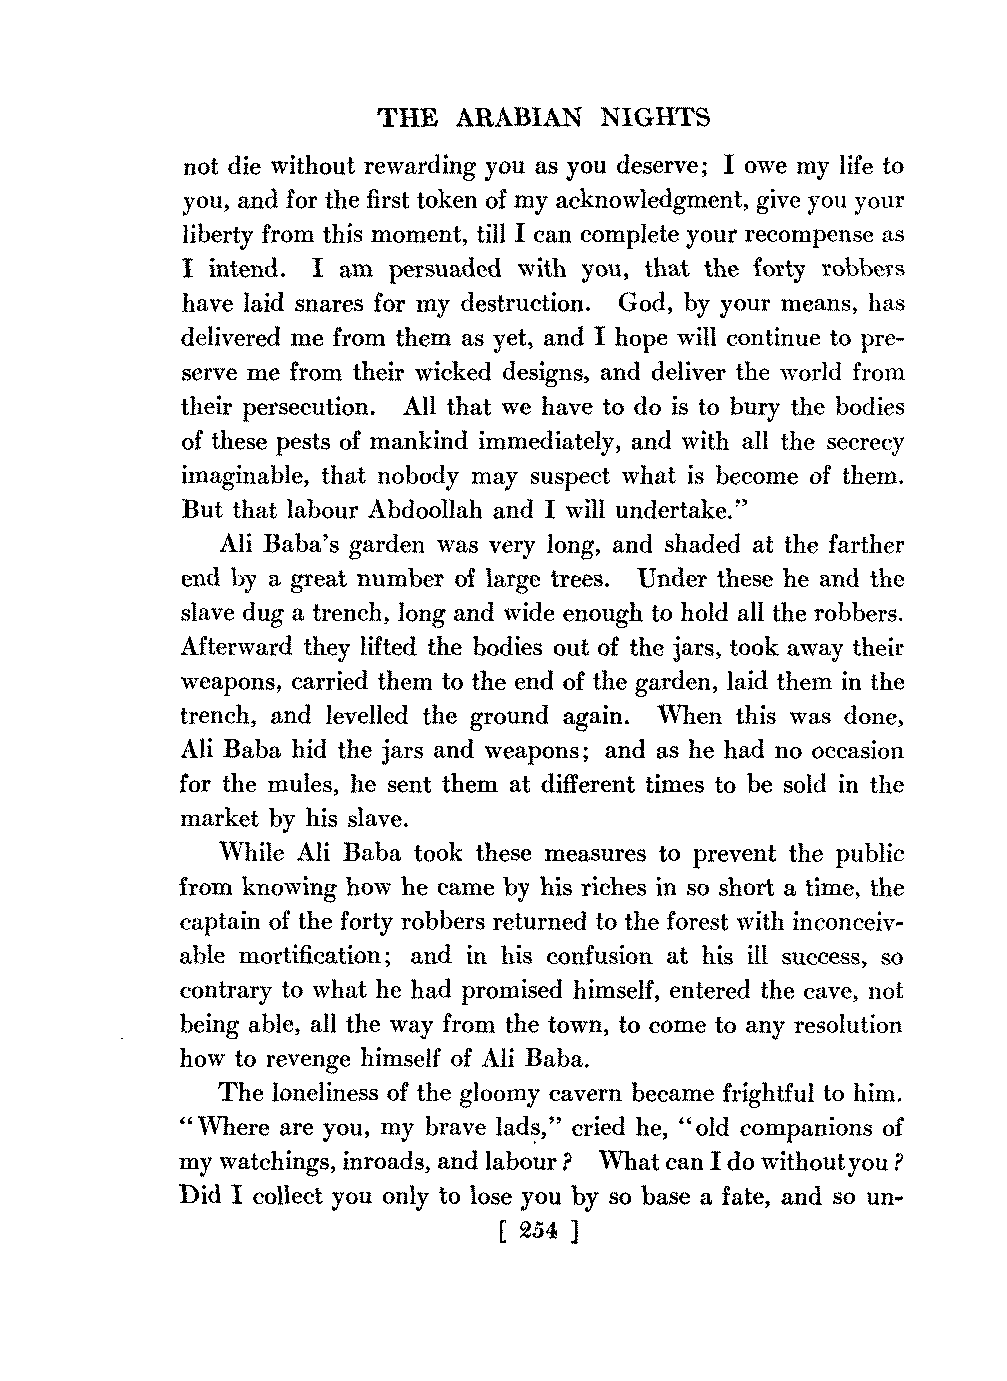 THE ARABIAN NIGHTS
not die without rewarding you as you deserve; I owe my life to
you, and for the first token of my acknowledgment, give you your
liberty from this moment, till I can complete your recompense as
I intend. I am persuaded with you, that the forty robbers
have laid snares for my destruction. God, by your means, has
delivered me from them as yet, and I hope will continue to pre-
serve me from their wicked designs, and deliver the world from
their persecution. All that we have to do is to bury the bodies
of these pests of mankind immediately, and with all the secrecy
imaginable, that nobody may suspect what is become of them.
But that labour Abdoollah and I will undertake.”
Ali Baba’s garden was very long, and shaded at the farther
end by a great number of large trees. Under these he and the
slave dug a trench, long and wide enough to hold all the robbers.
Afterward they lifted the bodies out of the jars, took away their
weapons, carried them to the end of the garden, laid them in the
trench, and levelled the ground again. When this was done,
Ali Baba hid the jars and weapons; and as he had no occasion
for the mules, he sent them at different times to be sold in the
market by his slave.
While Ali Baba took these measures to prevent the public
from knowing how he came by his riches in so short a time, the
captain of the forty robbers returned to the forest with inconceiv-
able mortification; and in his confusion at his ill success, so
contrary to what he had promised himself, entered the cave, not
being able, all the way from the town, to come to any resolution
how to revenge himself of Ali Baba.
The loneliness of the gloomy cavern became frightful to him.
“Where are you, my brave lads,” cried he, “old companions of
my watchings, inroads, and labour? What can I do without you?
Did I collect you only to lose you by so base a fate, and so un-
[ 254 ]